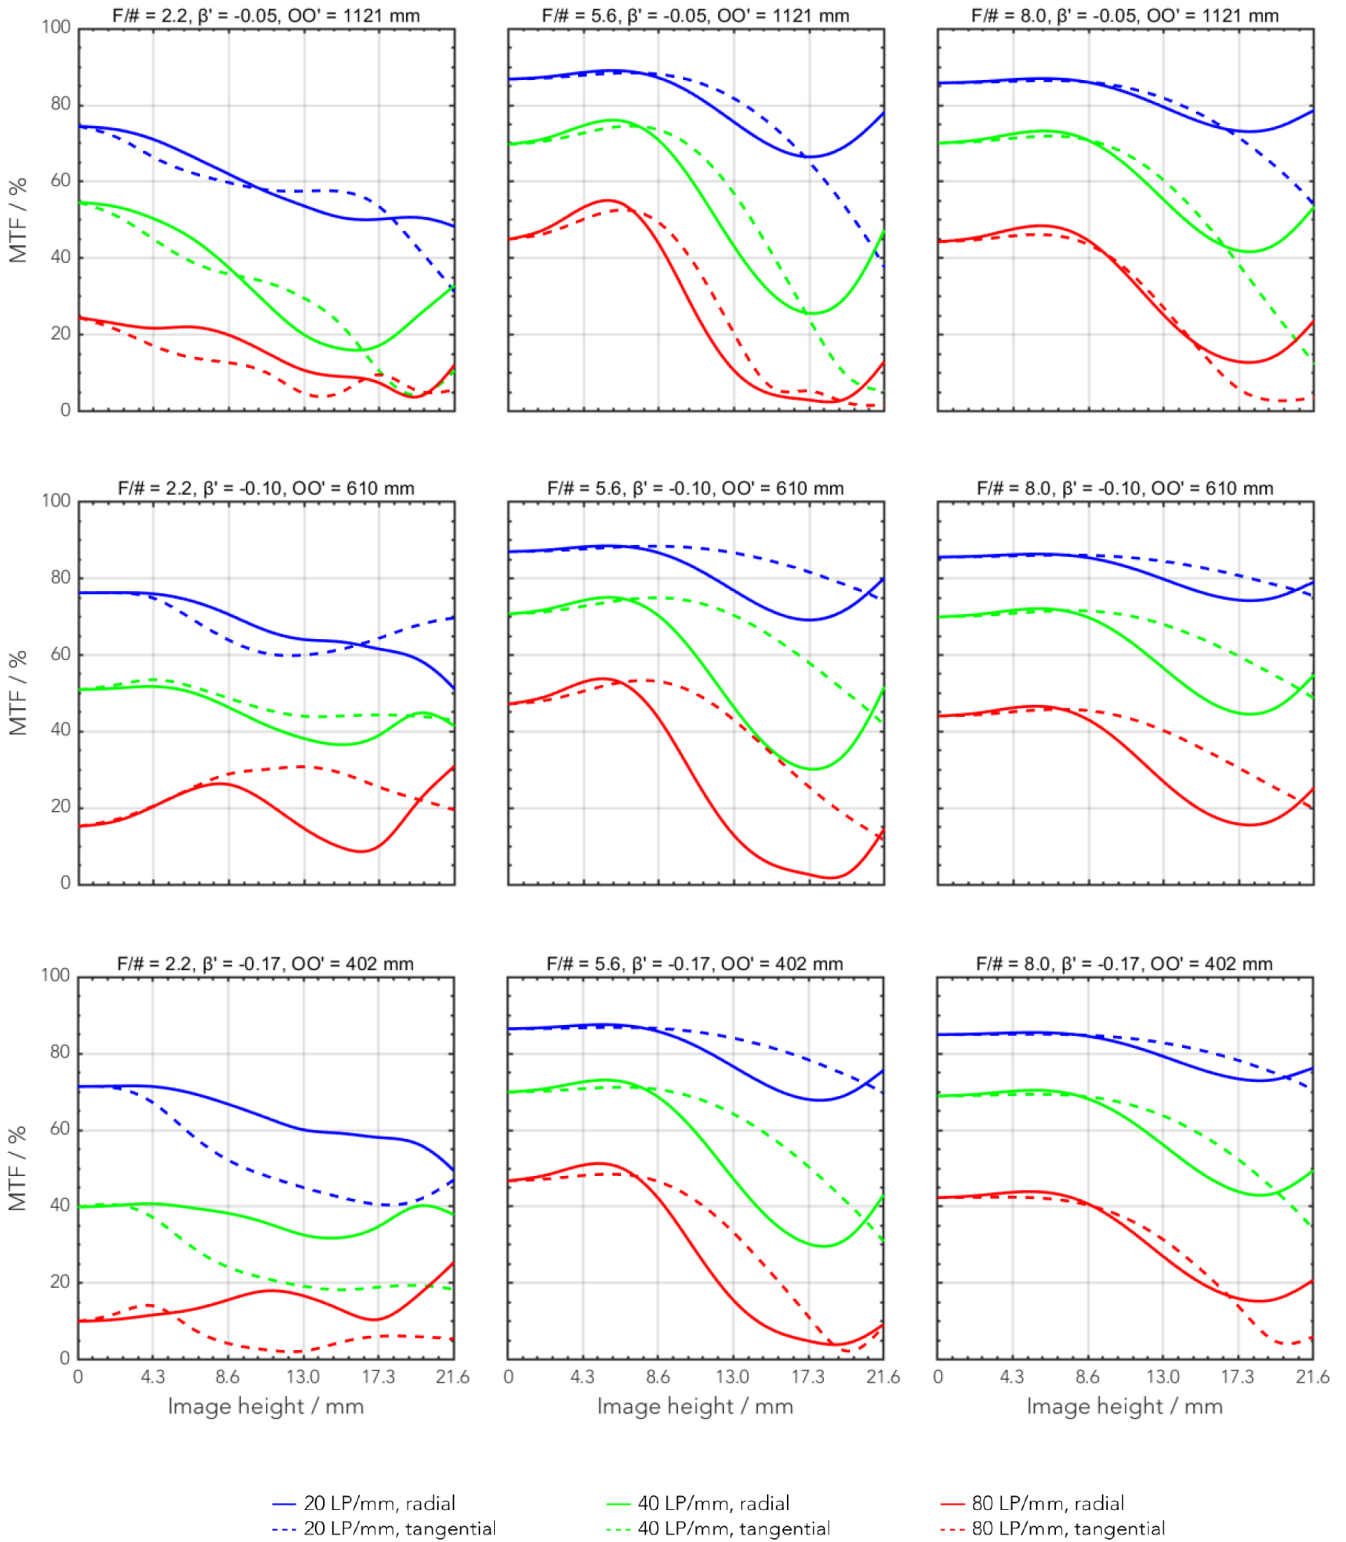 F/# = 2.2, β' = -0.05, OO' = 1121 mm
F/# = 5.6, β' = -0.05, OO' = 1121 mm
F/# = 8.0, β' = -0.05, OO' = 1121 mm
100
80
60
40
20
0
MTF / %
F/# = 2.2, β' = -0.10, OO' = 610 mm
F/# = 5.6, β' = -0.10, OO' = 610 mm
F/# = 8.0, β' = -0.10, OO' = 610 mm
100
80
60
40
20
0
MTF / %
F/# = 2.2, β' = -0.17, OO' = 402 mm
F/# = 5.6, β' = -0.17, OO' = 402 mm
F/# = 8.0, β' = -0.17, OO' = 402 mm
100
80
60
40
20
0
MTF / %
0 4.3 8.6 13.0 17.3 21.6
0 4.3 8.6 13.0 17.3 21.6
0 4.3 8.6 13.0 17.3 21.6
Image height / mm
Image height / mm
Image height / mm
20 LP/mm, radial
40 LP/mm, radial
80 LP/mm, radial
20 LP/mm, tangential
40 LP/mm, tangential
80 LP/mm, tangential